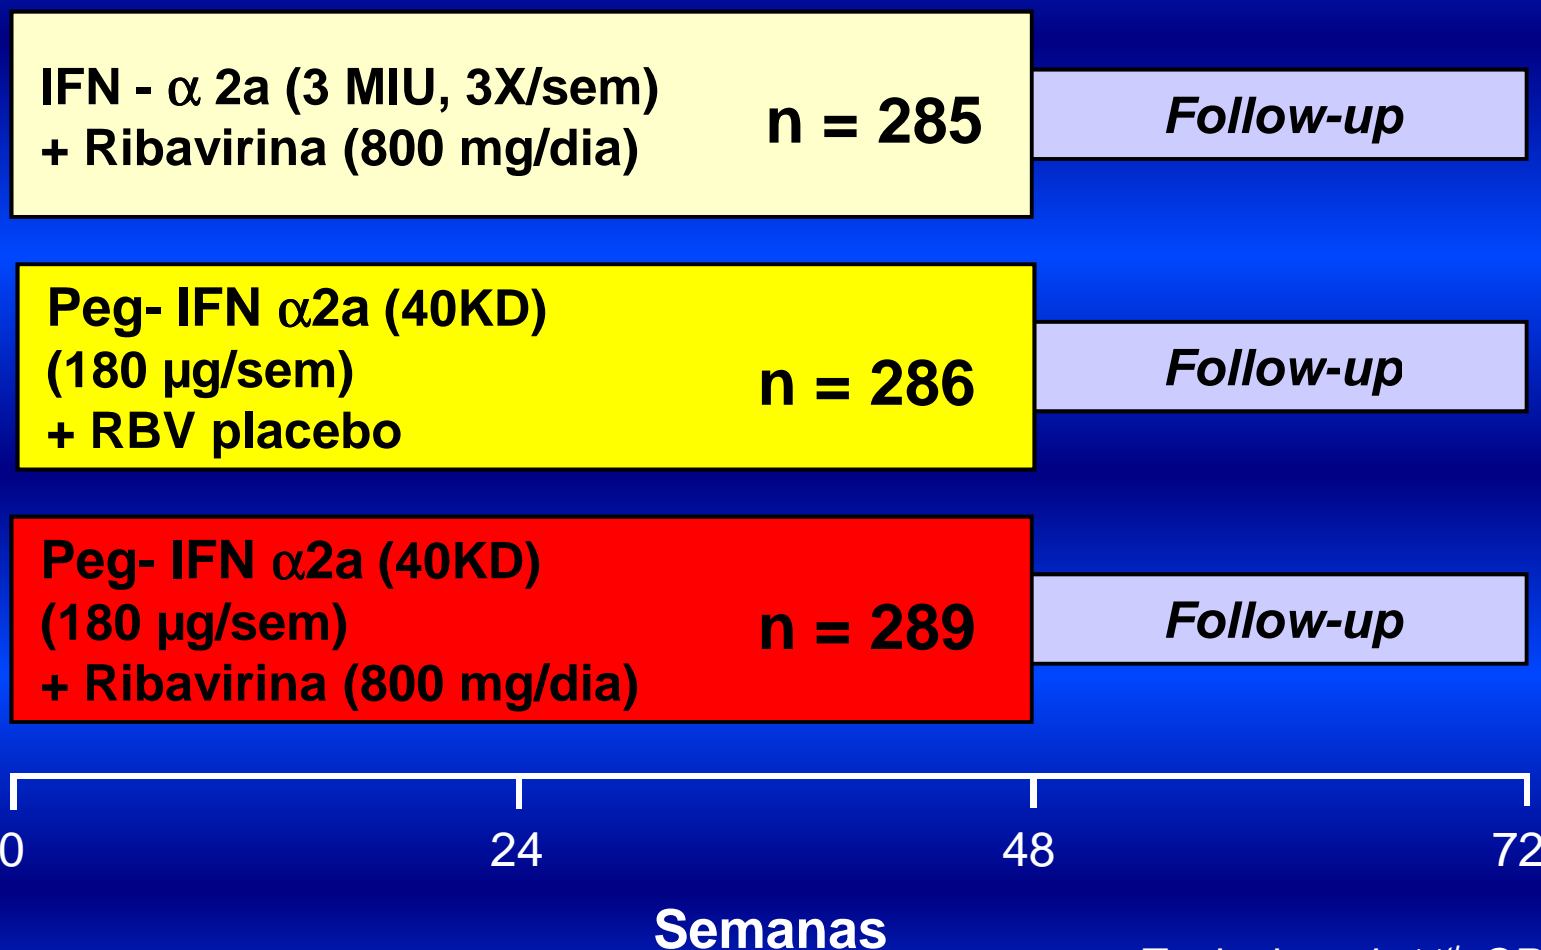 IFN - α 2a (3 MIU, 3X/sem)
+ Ribavirina (800 mg/dia)
n = 285
Follow-up
Peg- IFN α2a (40KD)
(180 µg/sem)
+ RBV placebo
n = 286
Follow-up
Peg- IFN α2a (40KD)
(180 µg/sem)
+ Ribavirina (800 mg/dia)
n = 289
Follow-up
0 24 48 72
Semanas